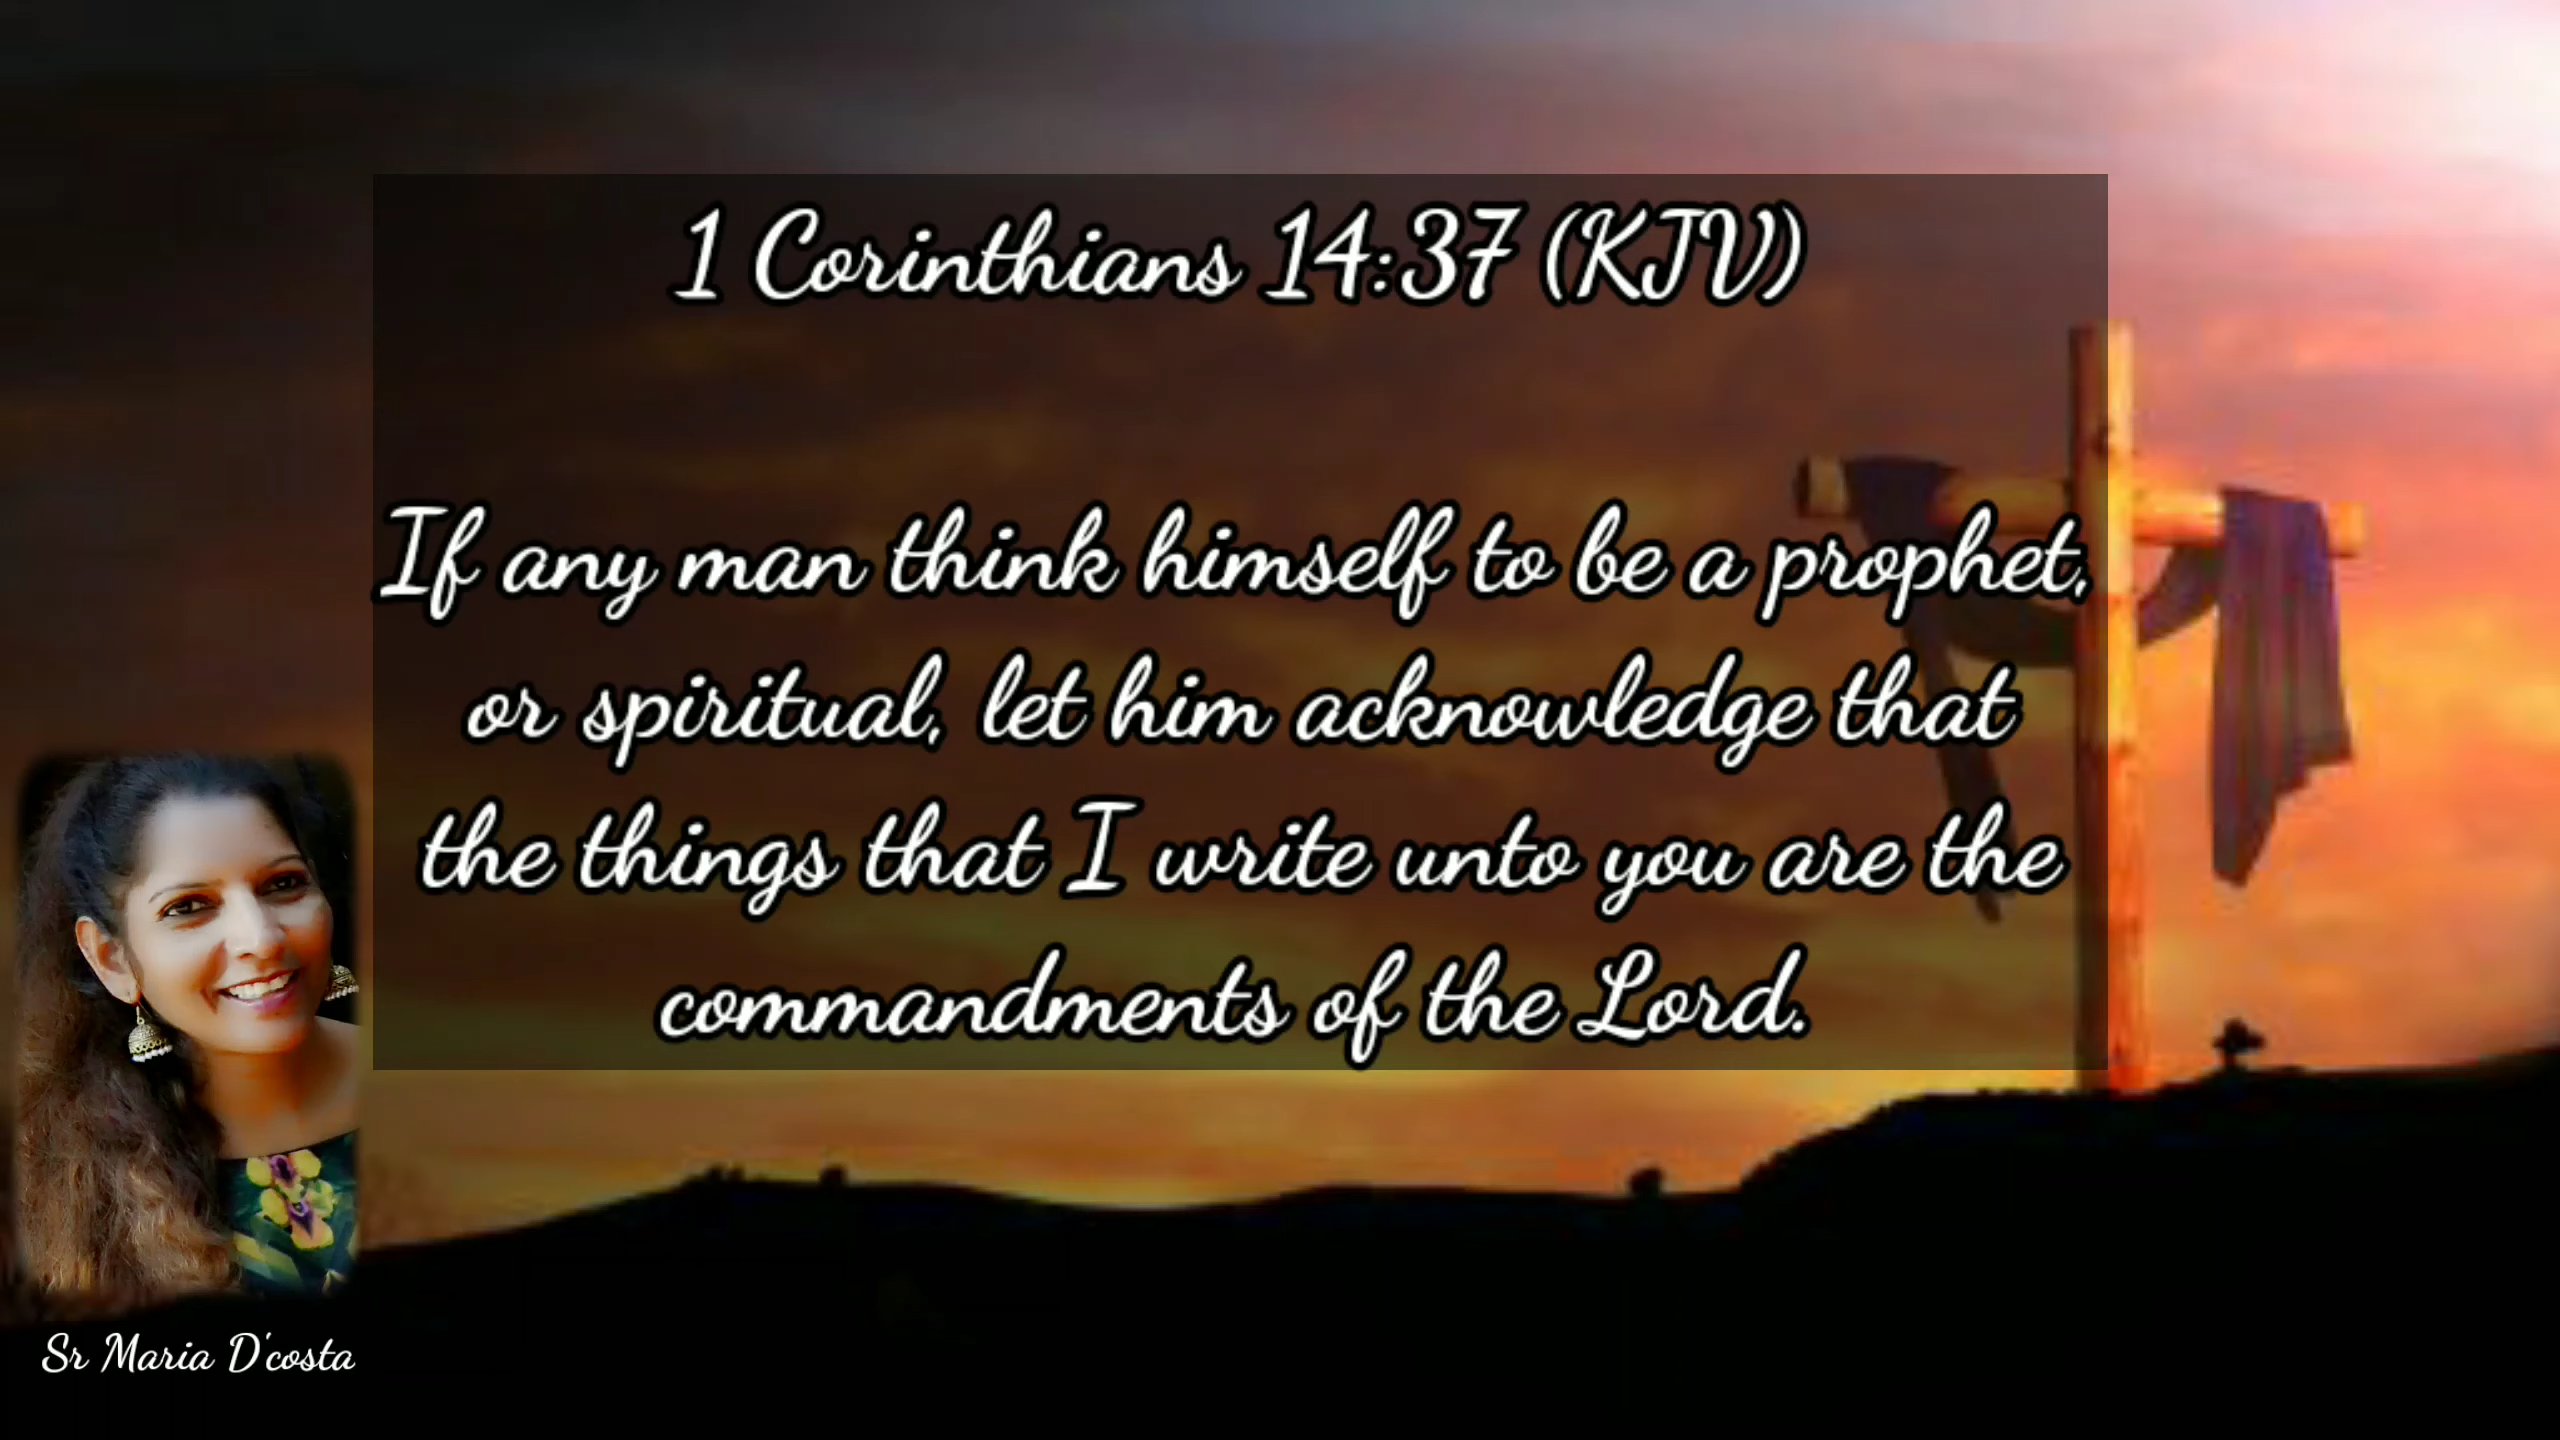 1 Corinthians 14:37 (KJV)
If any man think himself to be a prophet,
or spiritual, let him acknowledge that
the things that I write unto you are the
commandments of the Lord.
Sr Maria D'costa